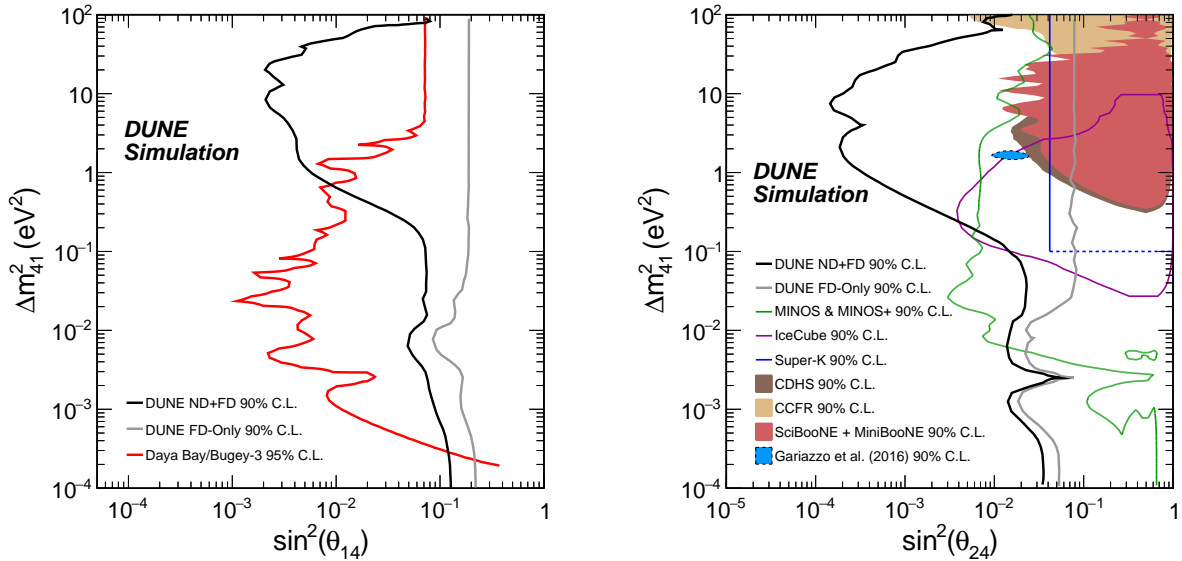 10²
10
1
10⁻¹
10⁻²
10⁻³
10⁻⁴
Δm²₄₁ (eV²)
DUNE
Simulation
DUNE ND+FD 90% C.L.
DUNE FD-Only 90% C.L.
Daya Bay/Bugey-3 95% C.L.
10⁻⁴
10⁻³
10⁻²
10⁻¹
1
sin²(θ₁₄)
10²
10
1
10⁻¹
10⁻²
10⁻³
10⁻⁴
Δm²₄₁ (eV²)
DUNE
Simulation
DUNE ND+FD 90% C.L.
DUNE FD-Only 90% C.L.
MINOS & MINOS+ 90% C.L.
IceCube 90% C.L.
Super-K 90% C.L.
CDHS 90% C.L.
CCFR 90% C.L.
SciBooNE + MiniBooNE 90% C.L.
Gariazzo et al. (2016) 90% C.L.
10⁻⁵
10⁻⁴
10⁻³
10⁻²
10⁻¹
1
sin²(θ₂₄)